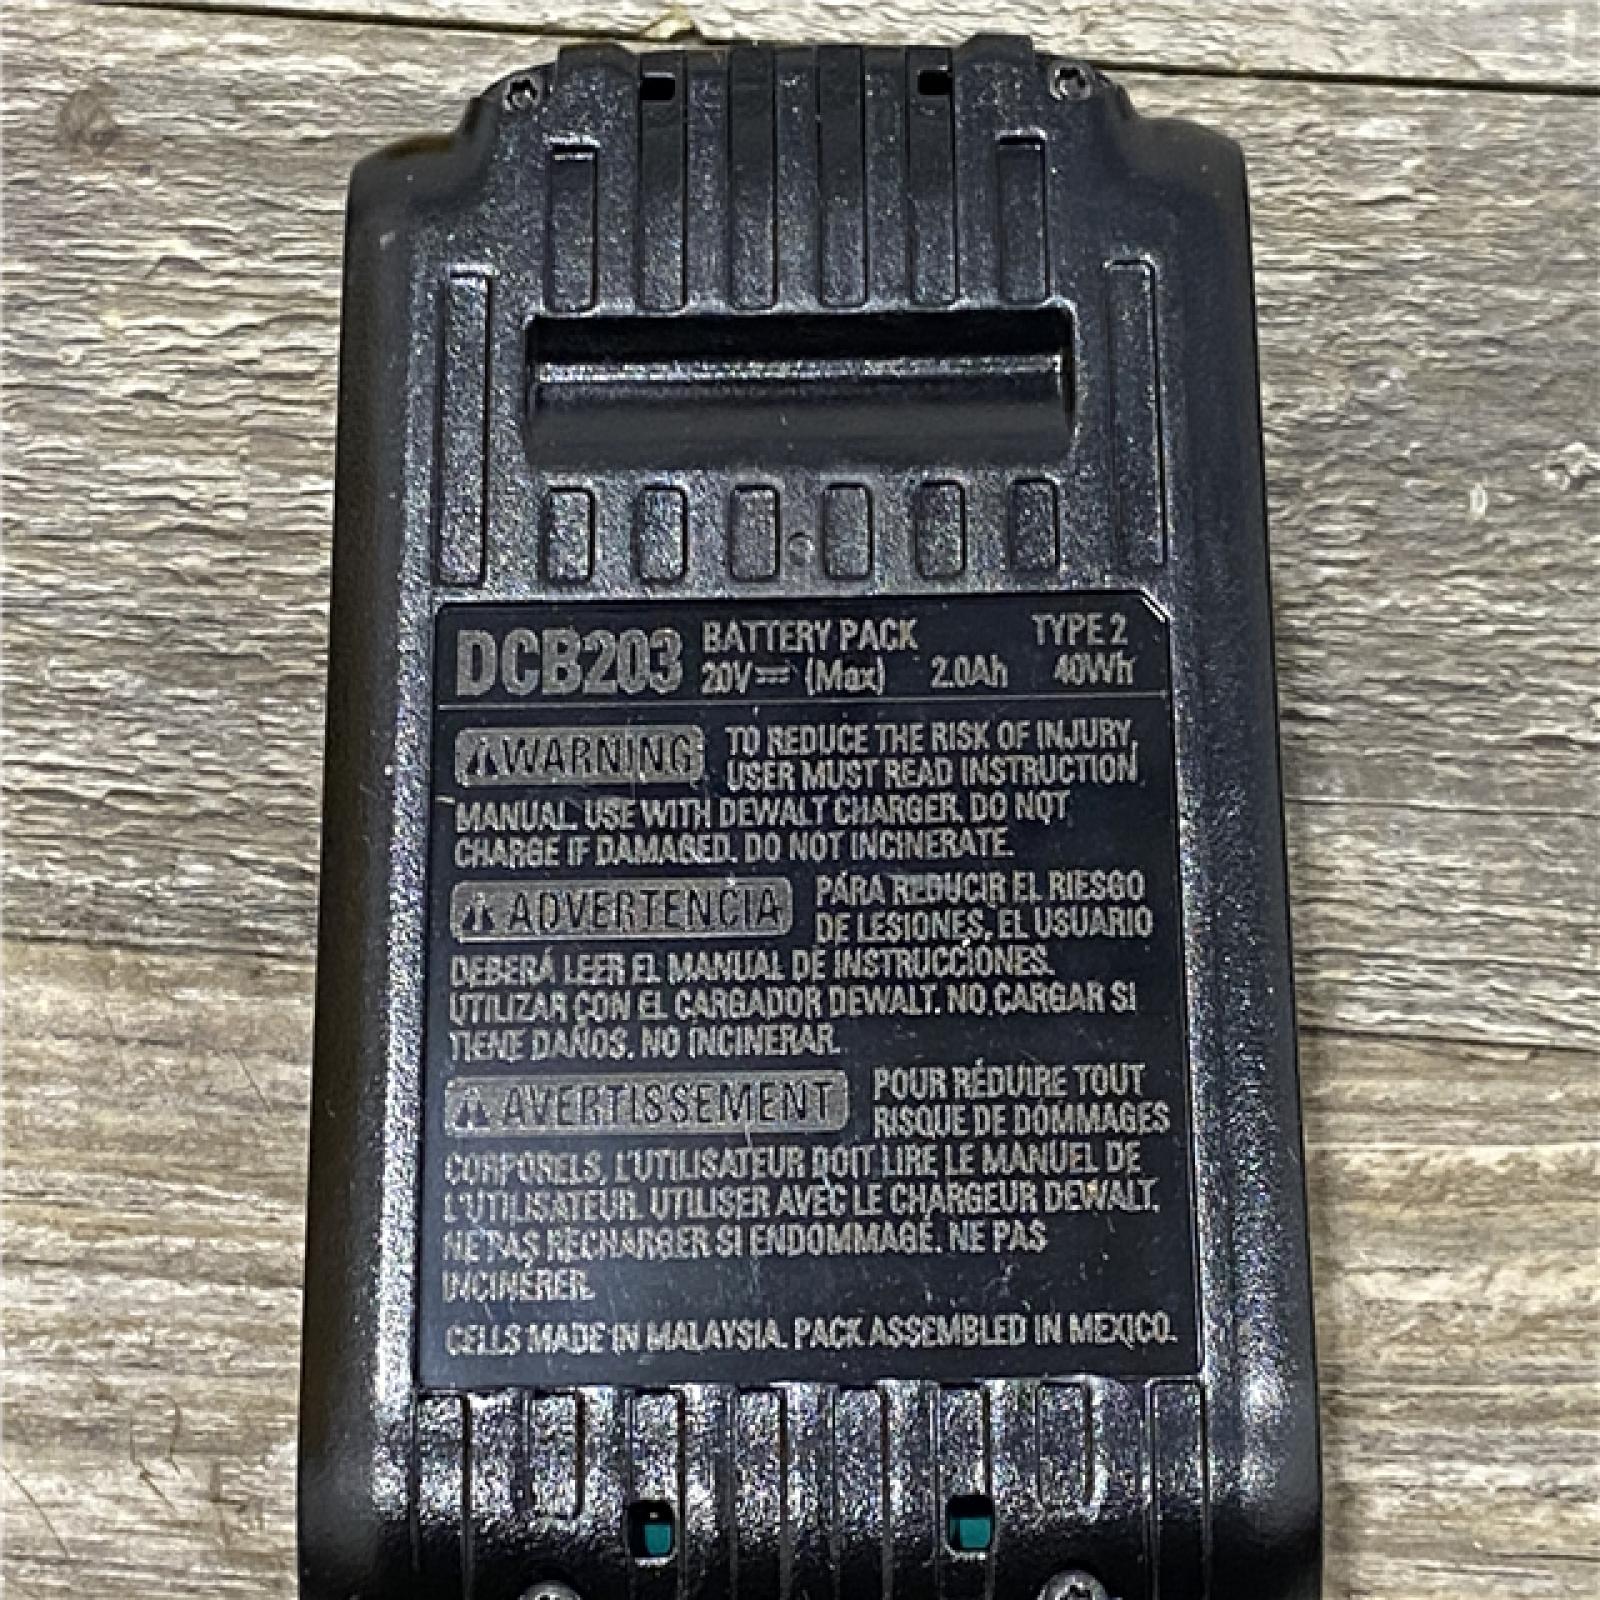 DCB203 BATTERY PACK TYPE 2
20V⎓ (Max) 2.0Ah 40Wh
⚠WARNING TO REDUCE THE RISK OF INJURY,
USER MUST READ INSTRUCTION
MANUAL. USE WITH DEWALT CHARGER. DO NOT
CHARGE IF DAMAGED. DO NOT INCINERATE.
⚠ADVERTENCIA PARA REDUCIR EL RIESGO
DE LESIONES, EL USUARIO
DEBERÁ LEER EL MANUAL DE INSTRUCCIONES.
UTILIZAR CON EL CARGADOR DEWALT. NO CARGAR SI
TIENE DAÑOS. NO INCINERAR.
⚠AVERTISSEMENT POUR RÉDUIRE TOUT
RISQUE DE DOMMAGES
CORPORELS, L'UTILISATEUR DOIT LIRE LE MANUEL DE
L'UTILISATEUR. UTILISER AVEC LE CHARGEUR DEWALT.
NE PAS RECHARGER SI ENDOMMAGÉ. NE PAS
INCINERER.
CELLS MADE IN MALAYSIA. PACK ASSEMBLED IN MEXICO.